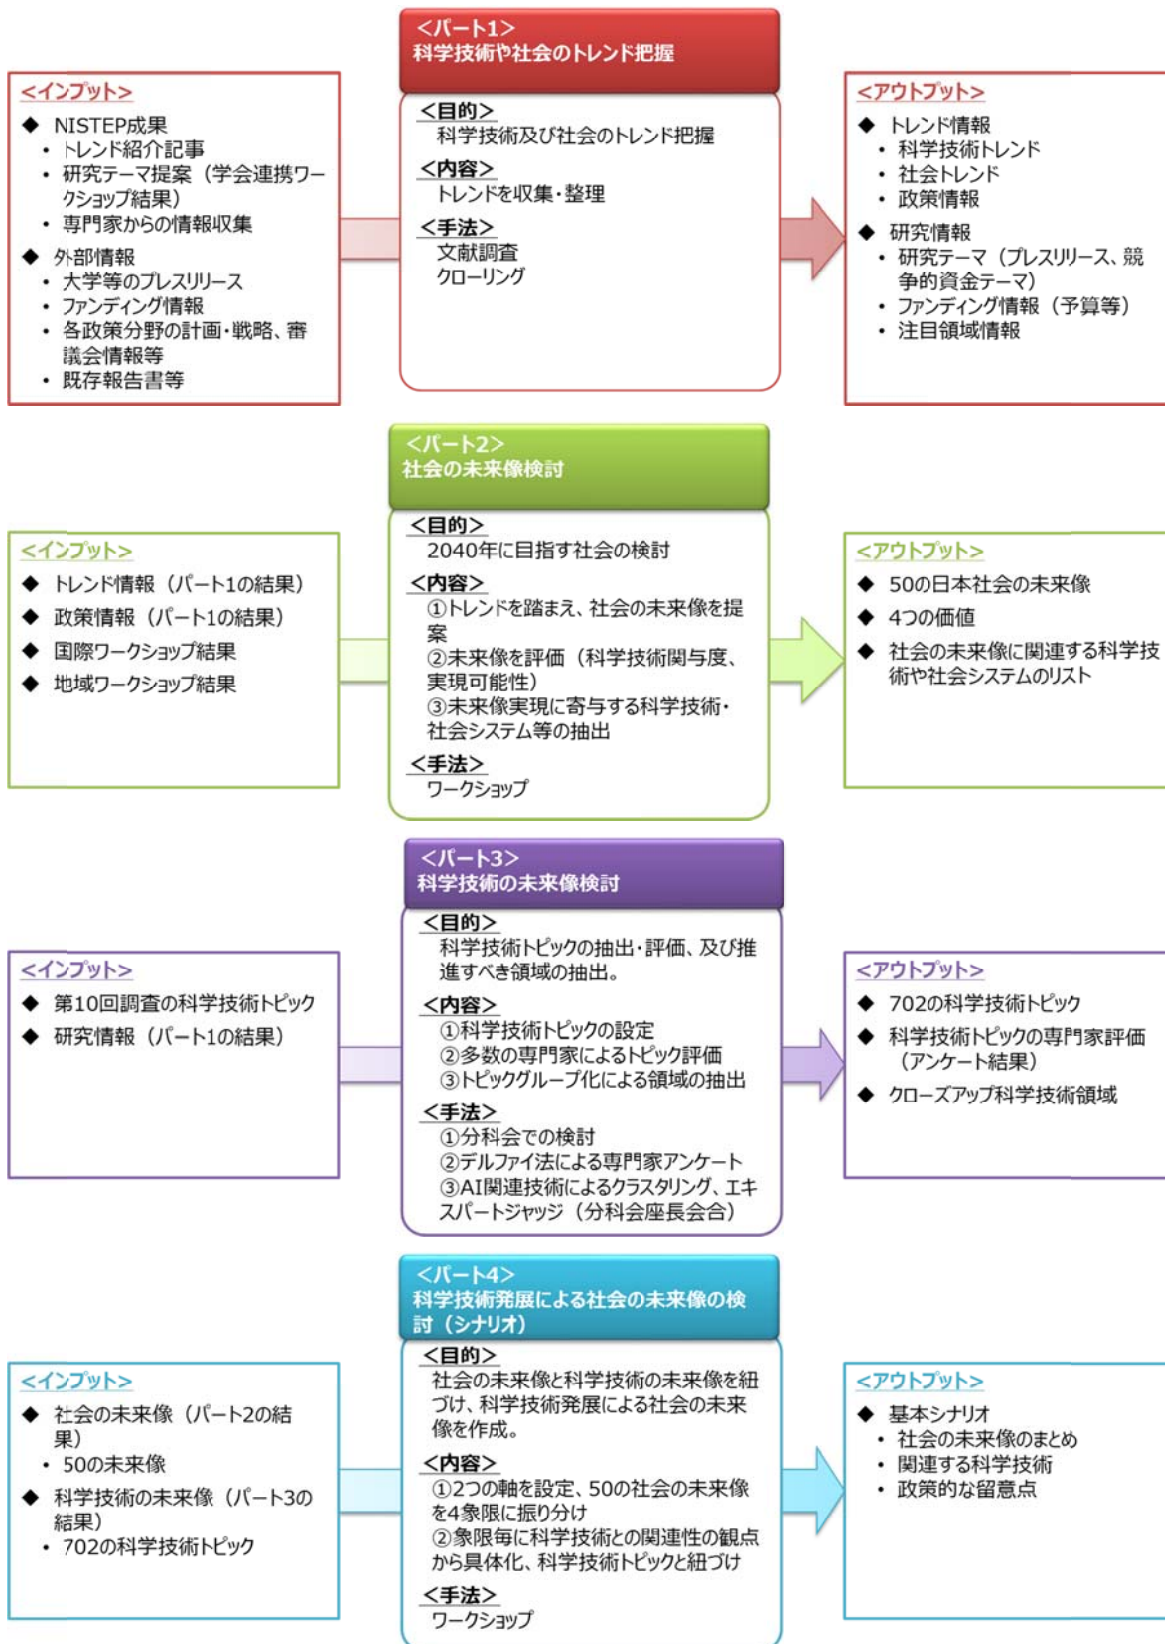 <パート1>
科学技術や社会のトレンド把握
<インプット>
◆ NISTEP成果
• トレンド紹介記事
• 研究テーマ提案（学会連携ワー
クショップ結果）
• 専門家からの情報収集
◆ 外部情報
• 大学等のプレスリリース
• ファンディング情報
• 各政策分野の計画・戦略、審
議会情報等
• 既存報告書等
<目的>
科学技術及び社会のトレンド把握
<内容>
トレンドを収集・整理
<手法>
文献調査
クローリング
<アウトプット>
◆ トレンド情報
• 科学技術トレンド
• 社会トレンド
• 政策情報
◆ 研究情報
• 研究テーマ（プレスリリース、競
争的資金テーマ）
• ファンディング情報（予算等）
• 注目領域情報
<パート2>
社会の未来像検討
<インプット>
◆ トレンド情報（パート1の結果）
◆ 政策情報（パート1の結果）
◆ 国際ワークショップ結果
◆ 地域ワークショップ結果
<目的>
2040年に目指す社会の検討
<内容>
①トレンドを踏まえ、社会の未来像を提
案
②未来像を評価（科学技術関与度、
実現可能性）
③未来像実現に寄与する科学技術・
社会システム等の抽出
<手法>
ワークショップ
<アウトプット>
◆ 50の日本社会の未来像
◆ 4つの価値
◆ 社会の未来像に関連する科学技
術や社会システムのリスト
<パート3>
科学技術の未来像検討
<インプット>
◆ 第10回調査の科学技術トピック
◆ 研究情報（パート1の結果）
<目的>
科学技術トピックの抽出・評価、及び推
進すべき領域の抽出。
<内容>
①科学技術トピックの設定
②多数の専門家によるトピック評価
③トピックグループ化による領域の抽出
<手法>
①分科会での検討
②デルファイ法による専門家アンケート
③AI関連技術によるクラスタリング、エキ
スパートジャッジ（分科会座長会合）
<アウトプット>
◆ 702の科学技術トピック
◆ 科学技術トピックの専門家評価
（アンケート結果）
◆ クローズアップ科学技術領域
<パート4>
科学技術発展による社会の未来像の検
討（シナリオ）
<インプット>
◆ 社会の未来像（パート2の結
果）
• 50の未来像
◆ 科学技術の未来像（パート3の
結果）
• 702の科学技術トピック
<目的>
社会の未来像と科学技術の未来像を紐
づけ、科学技術発展による社会の未来
像を作成。
<内容>
①2つの軸を設定、50の社会の未来像
を4象限に振り分け
②象限毎に科学技術との関連性の観点
から具体化、科学技術トピックと紐づけ
<手法>
ワークショップ
<アウトプット>
◆ 基本シナリオ
• 社会の未来像のまとめ
• 関連する科学技術
• 政策的な留意点